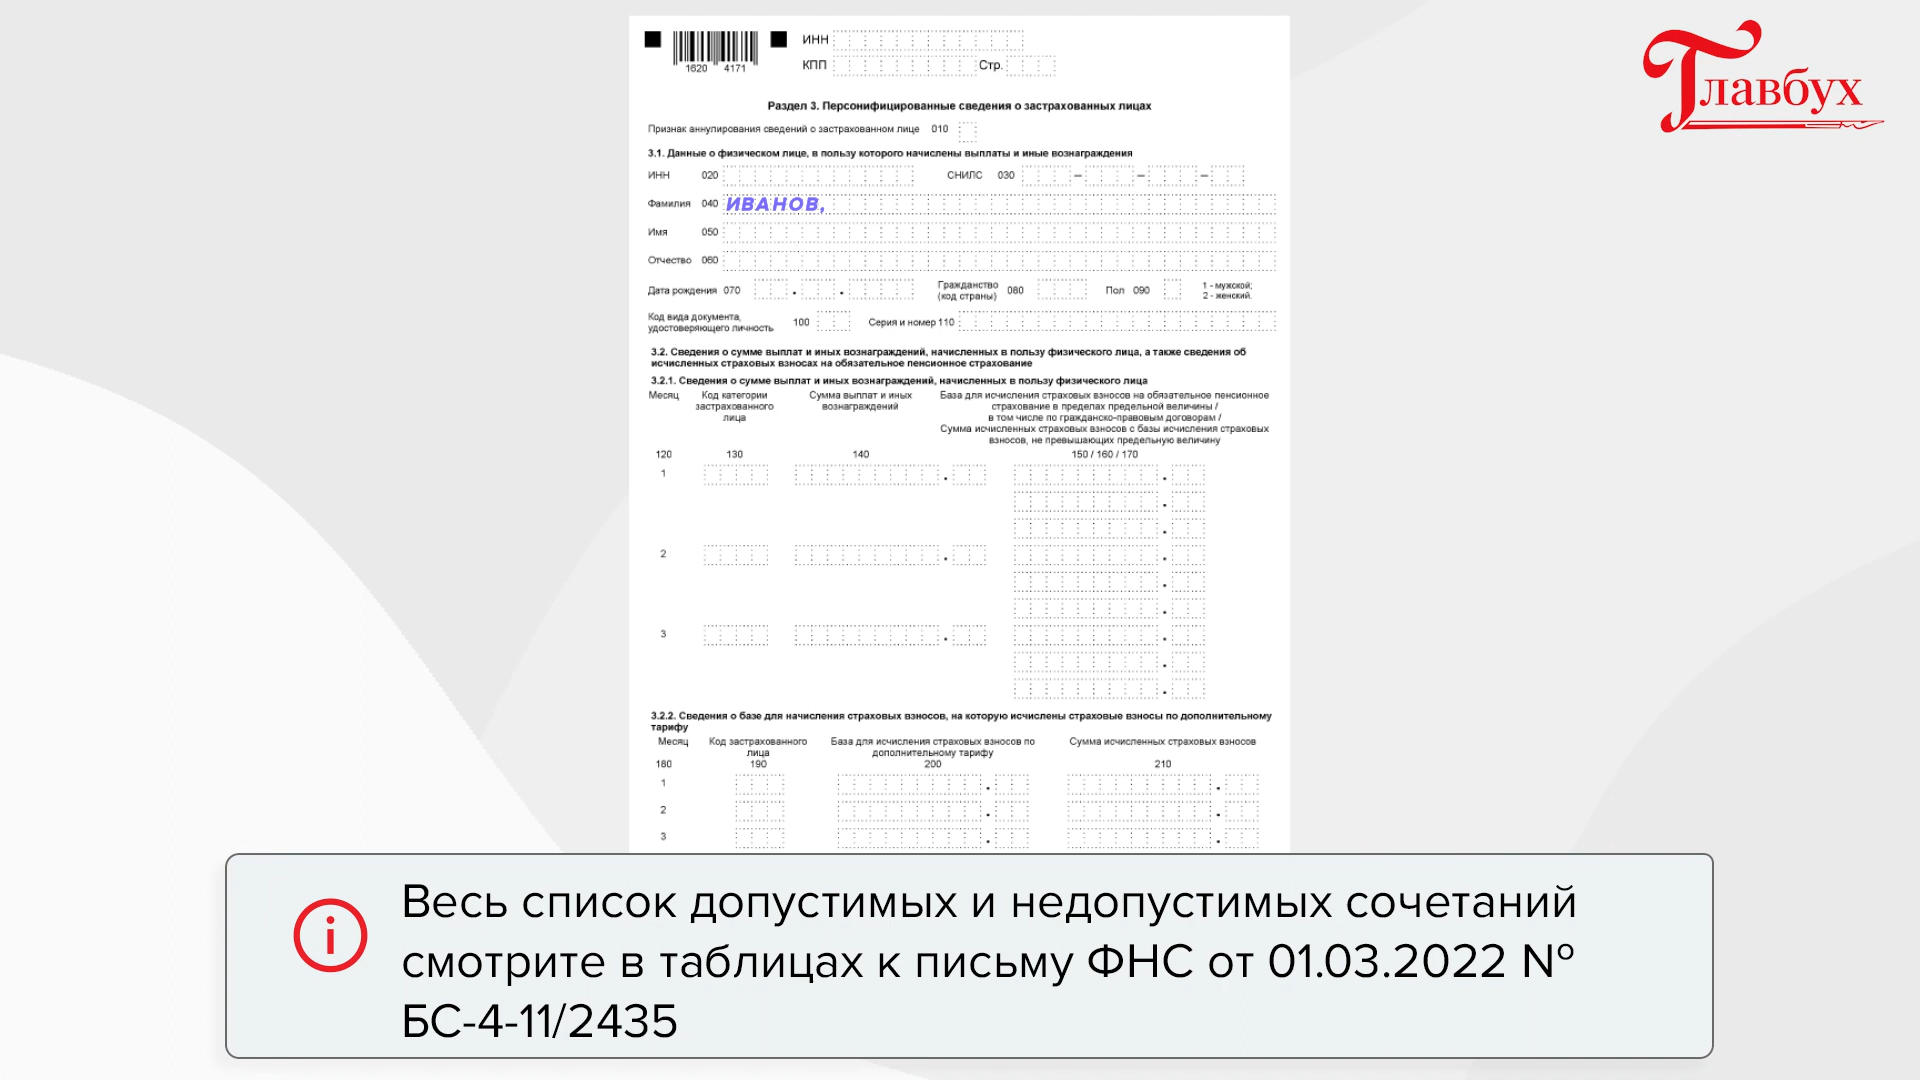 Главбух
ИНН
1620 4171
КПП Стр.
Раздел 3. Персонифицированные сведения о застрахованных лицах
Признак аннулирования сведений о застрахованном лице 010
3.1. Данные о физическом лице, в пользу которого начислены выплаты и иные вознаграждения
ИНН 020 СНИЛС 030 – – –
Фамилия 040 ИВАНОВ,
Имя 050
Отчество 060
Дата рождения 070 . . Гражданство (код страны) 080 Пол 090 1 - мужской; 2 - женский.
Код вида документа,
удостоверяющего личность 100 Серия и номер 110
3.2. Сведения о сумме выплат и иных вознаграждений, начисленных в пользу физического лица, а также сведения об
исчисленных страховых взносах на обязательное пенсионное страхование
3.2.1. Сведения о сумме выплат и иных вознаграждений, начисленных в пользу физического лица
Месяц Код категории застрахованного лица Сумма выплат и иных вознаграждений База для исчисления страховых взносов на обязательное пенсионное
страхование в пределах предельной величины /
в том числе по гражданско-правовым договорам /
Сумма исчисленных страховых взносов с базы исчисления страховых
взносов, не превышающих предельную величину
120 130 140 150 / 160 / 170
1
2
3
3.2.2. Сведения о базе для начисления страховых взносов, на которую исчислены страховые взносы по дополнительному
тарифу
Месяц Код застрахованного лица База для исчисления страховых взносов по дополнительному тарифу Сумма исчисленных страховых взносов
180 190 200 210
1
2
3
Весь список допустимых и недопустимых сочетаний
смотрите в таблицах к письму ФНС от 01.03.2022 №
БС-4-11/2435